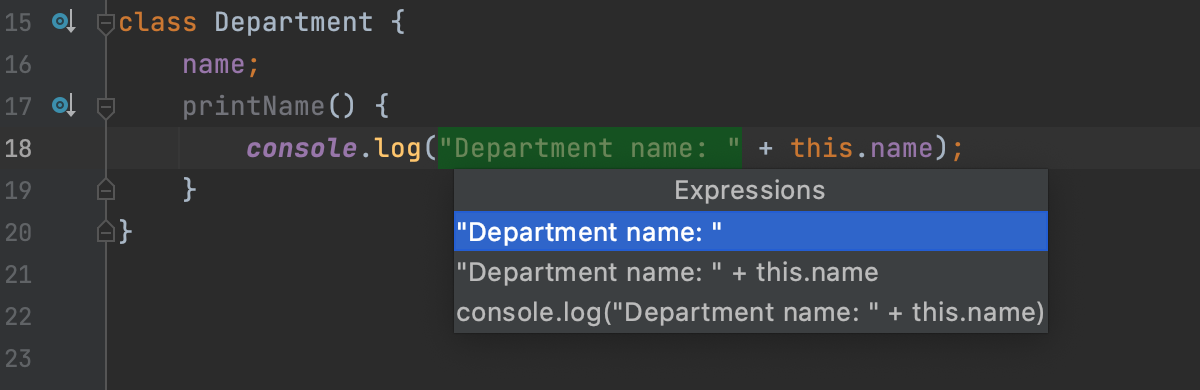 15 class Department {
16 name;
17 printName() {
18 console.log("Department name: " + this.name);
Expressions
19 }
"Department name: "
20 }
"Department name: " + this.name
21
console.log("Department name: " + this.name)
22
23